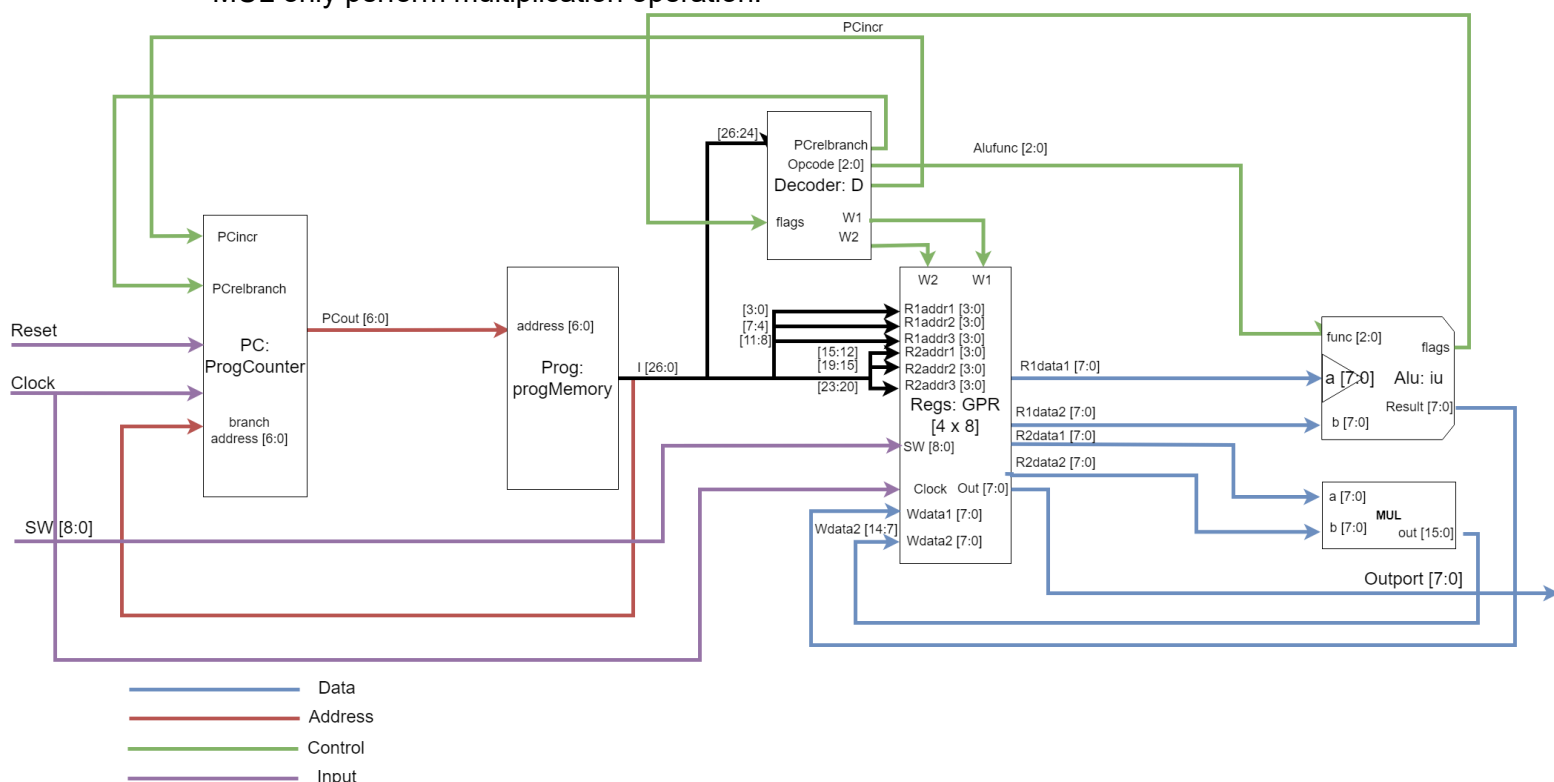 MUL only perform multiplication operation.
PCincr
[26:24]
PCrelbranch
Opcode [2:0]
Decoder: D
flags
W1
W2
Alufunc [2:0]
PCincr
PCrelbranch
PC:
ProgCounter
branch
address [6:0]
Reset
Clock
SW [8:0]
PCout [6:0]
address [6:0]
Prog:
progMemory
I [26:0]
[3:0]
[7:4]
[11:8]
[15:12]
[19:15]
[23:20]
W2 W1
R1addr1 [3:0]
R1addr2 [3:0]
R1addr3 [3:0]
R2addr1 [3:0]
R2addr2 [3:0]
R2addr3 [3:0]
Regs: GPR
[4 x 8]
SW [8:0]
Clock Out [7:0]
Wdata1 [7:0]
Wdata2 [7:0]
Wdata2 [14:7]
R1data1 [7:0]
R1data2 [7:0]
R2data1 [7:0]
R2data2 [7:0]
func [2:0]
flags
a [7:0] Alu: iu
Result [7:0]
b [7:0]
a [7:0]
MUL
b [7:0]
out [15:0]
Outport [7:0]
Data
Address
Control
Input